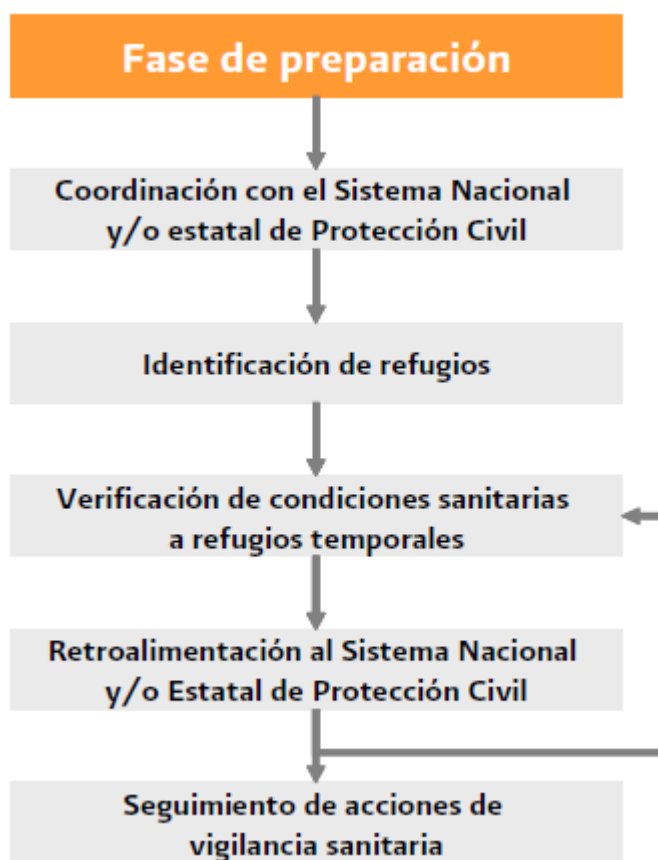 Fase de preparación
Coordinación con el Sistema Nacional
y/o estatal de Protección Civil
Identificación de refugios
Verificación de condiciones sanitarias
a refugios temporales
Retroalimentación al Sistema Nacional
y/o Estatal de Protección Civil
Seguimiento de acciones de
vigilancia sanitaria